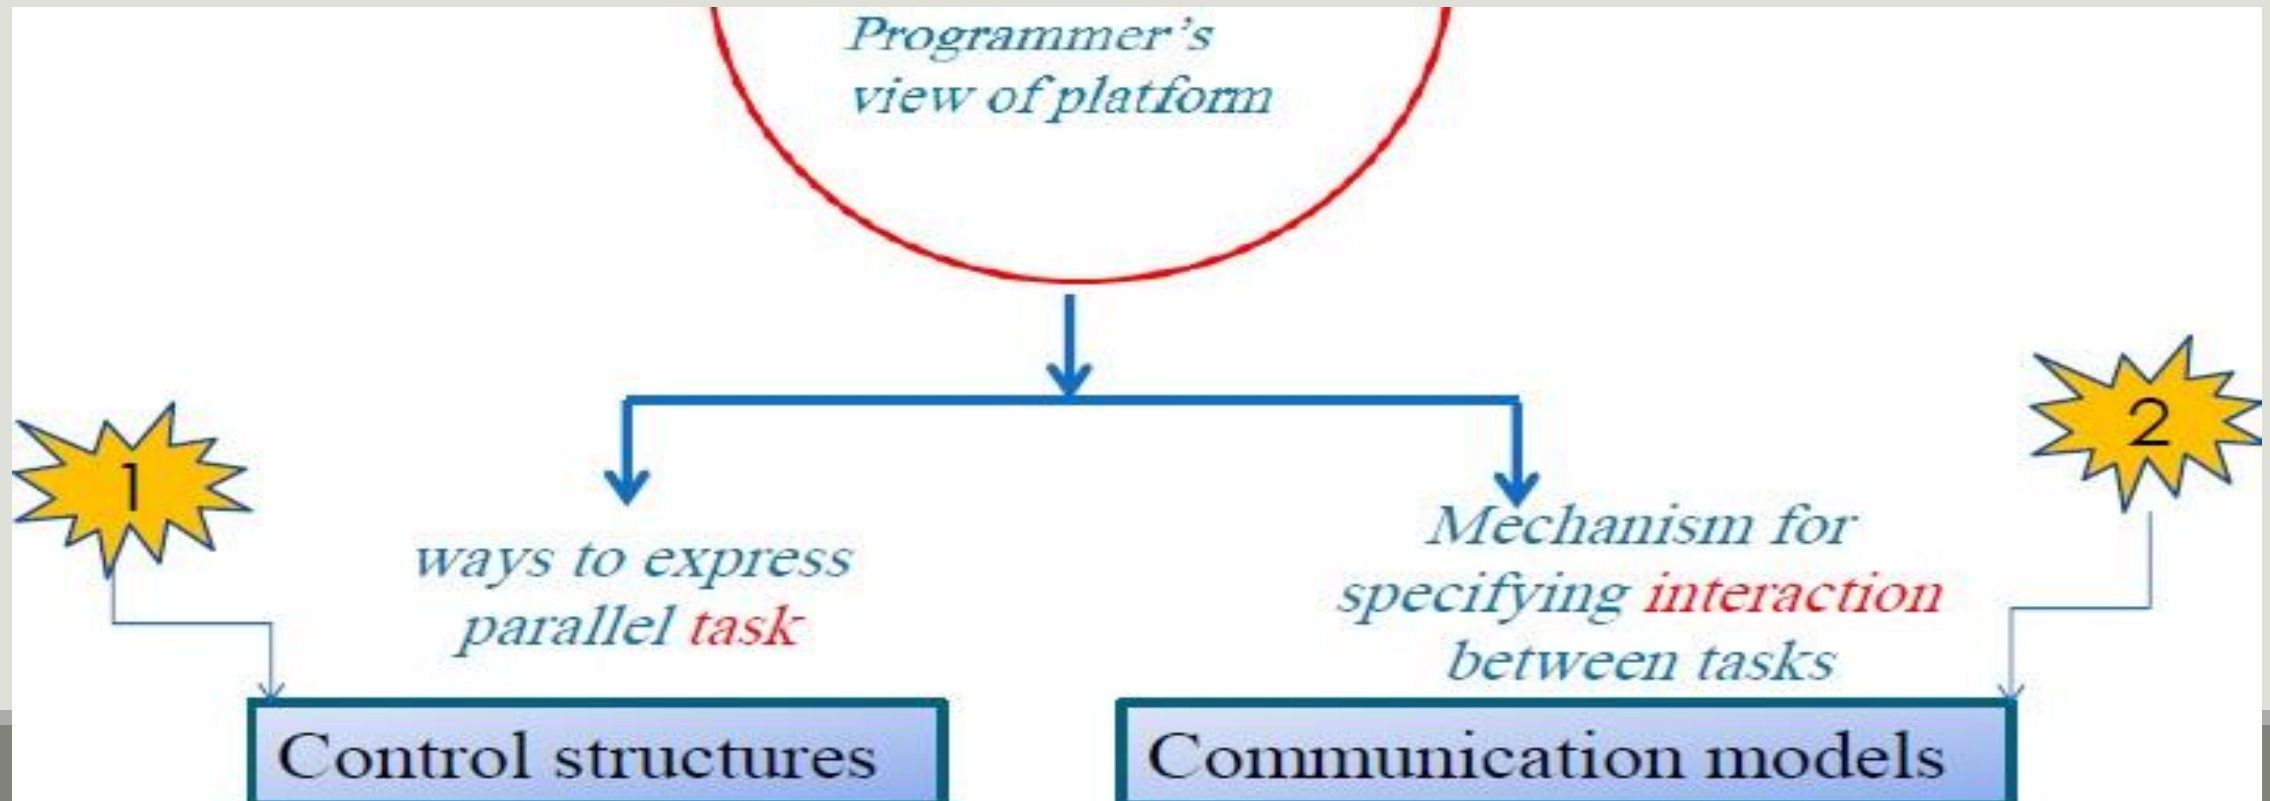 Programmer’s
view of platform
1
2
ways to express
parallel task
Mechanism for
specifying interaction
between tasks
Control structures
Communication models